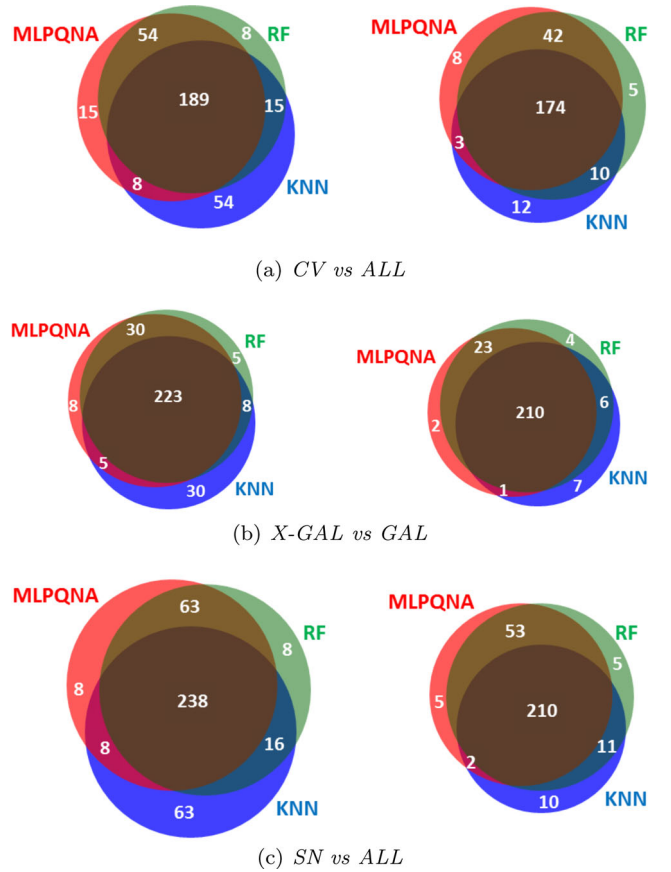 MLPQNA 54 8 RF
15 189 15
8 54 KNN
8 42 RF
MLPQNA 5
174
3 10
12 KNN
(a) CV vs ALL
MLPQNA 30 RF
5
8 223 8
5
30 KNN
23 4 RF
MLPQNA
2 210 6
1 7 KNN
(b) X-GAL vs GAL
MLPQNA 63 RF
8
8 238
8 16
63 KNN
MLPQNA 53 RF
5
5 210
2 11
10 KNN
(c) SN vs ALL